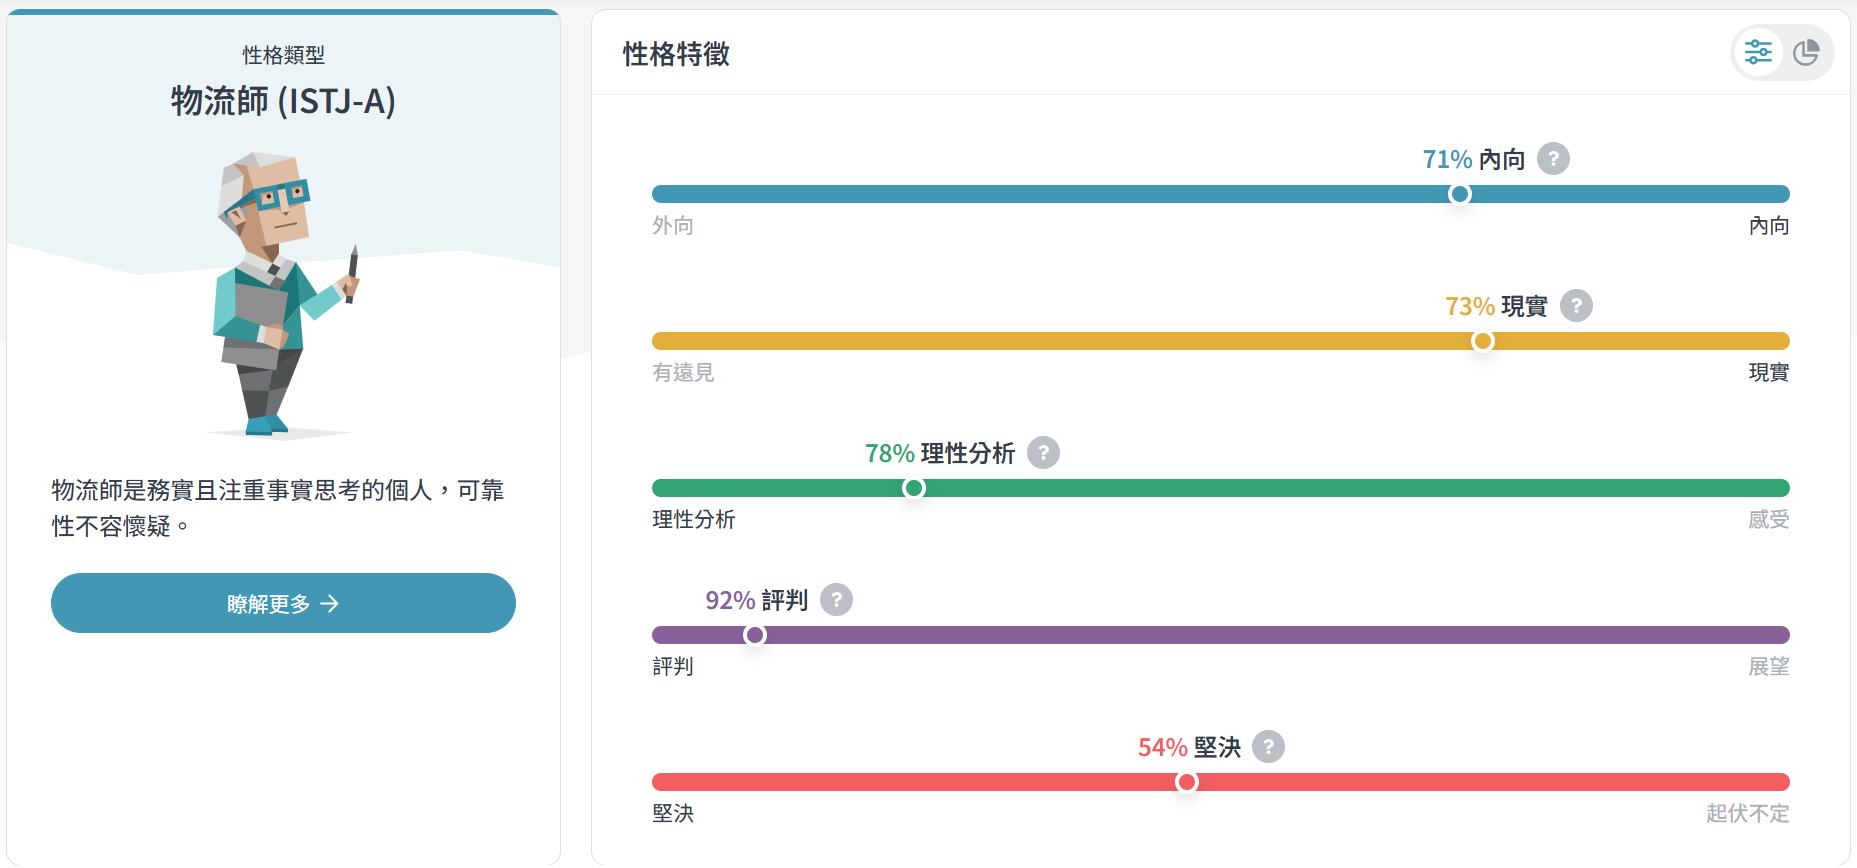 性格類型
物流師 (ISTJ-A)
物流師是務實且注重事實思考的個人，可靠
性不容懷疑。
瞭解更多 →
性格特徵
71% 內向 ?
外向 內向
73% 現實 ?
有遠見 現實
78% 理性分析 ?
理性分析 感受
92% 評判 ?
評判 展望
54% 堅決 ?
堅決 起伏不定